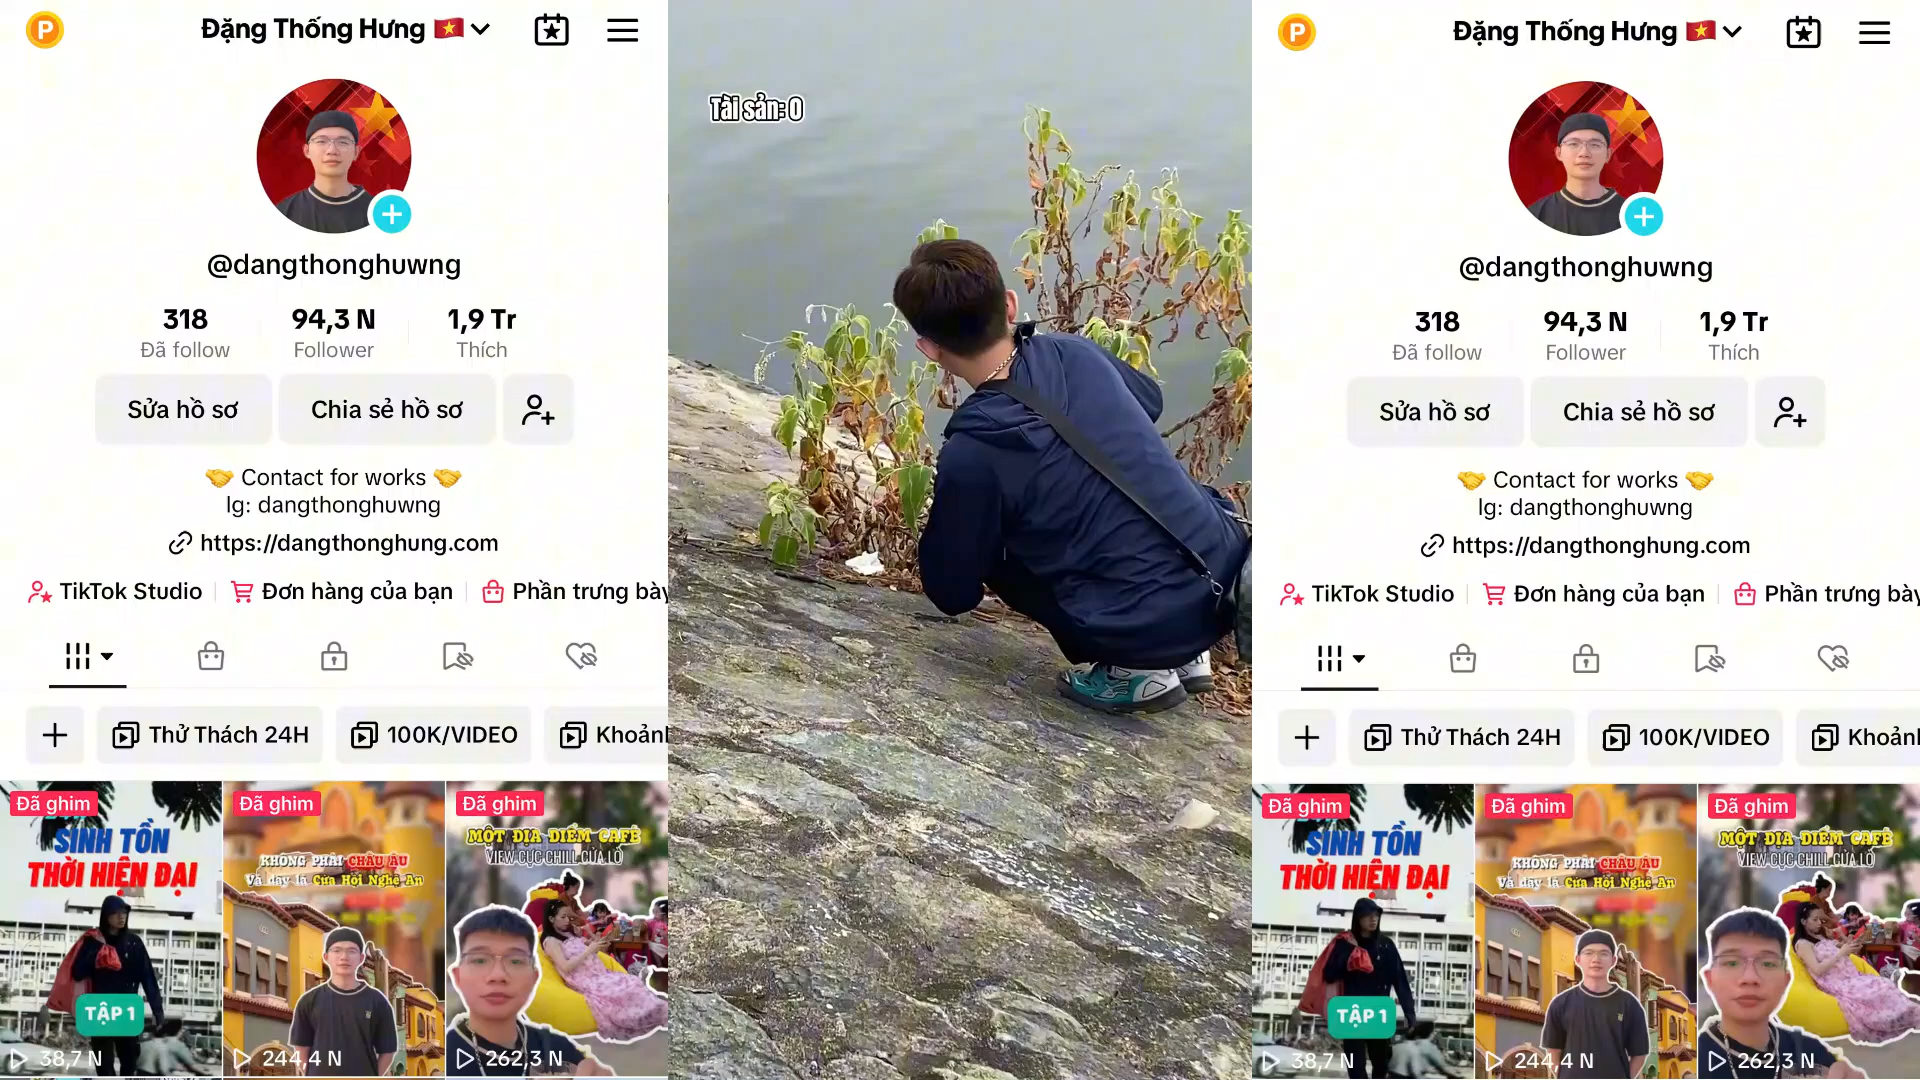 Đặng Thống Hưng 🇻🇳
@dangthonghuwng
318 94,3 N 1,9 Tr
Đã follow Follower Thích
Sửa hồ sơ Chia sẻ hồ sơ
🤝 Contact for works 🤝
Ig: dangthonghuwng
https://dangthonghung.com
TikTok Studio Đơn hàng của bạn Phần trưng bày
Thử Thách 24H 100K/VIDEO
Đã ghim Đã ghim Đã ghim
SINH TỒN
THỜI HIỆN ĐẠI
TẬP 1
38,7 N
KHÔNG PHẢI CHÂU ÂU
Và đây là Cửa Hội Nghệ An
244,4 N
MỘT ĐỊA ĐIỂM CAFÊ
VIEW CỰC CHILL CỦA LÒ
262,3 N
Tài sản: 0
Đặng Thống Hưng 🇻🇳
@dangthonghuwng
318 94,3 N 1,9 Tr
Đã follow Follower Thích
Sửa hồ sơ Chia sẻ hồ sơ
🤝 Contact for works 🤝
Ig: dangthonghuwng
https://dangthonghung.com
TikTok Studio Đơn hàng của bạn Phần trưng bày
Thử Thách 24H 100K/VIDEO
Đã ghim Đã ghim Đã ghim
SINH TỒN
THỜI HIỆN ĐẠI
TẬP 1
38,7 N
KHÔNG PHẢI CHÂU ÂU
Và đây là Cửa Hội Nghệ An
244,4 N
MỘT ĐỊA ĐIỂM CAFÊ
VIEW CỰC CHILL CỦA LÒ
262,3 N